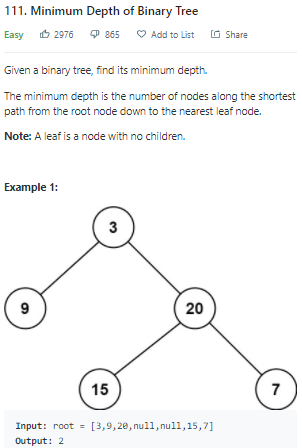 111. Minimum Depth of Binary Tree
Easy 2976 865 Add to List Share
Given a binary tree, find its minimum depth.
The minimum depth is the number of nodes along the shortest
path from the root node down to the nearest leaf node.
Note: A leaf is a node with no children.
Example 1:
3
9 20
15 7
Input: root = [3,9,20,null,null,15,7]
Output: 2